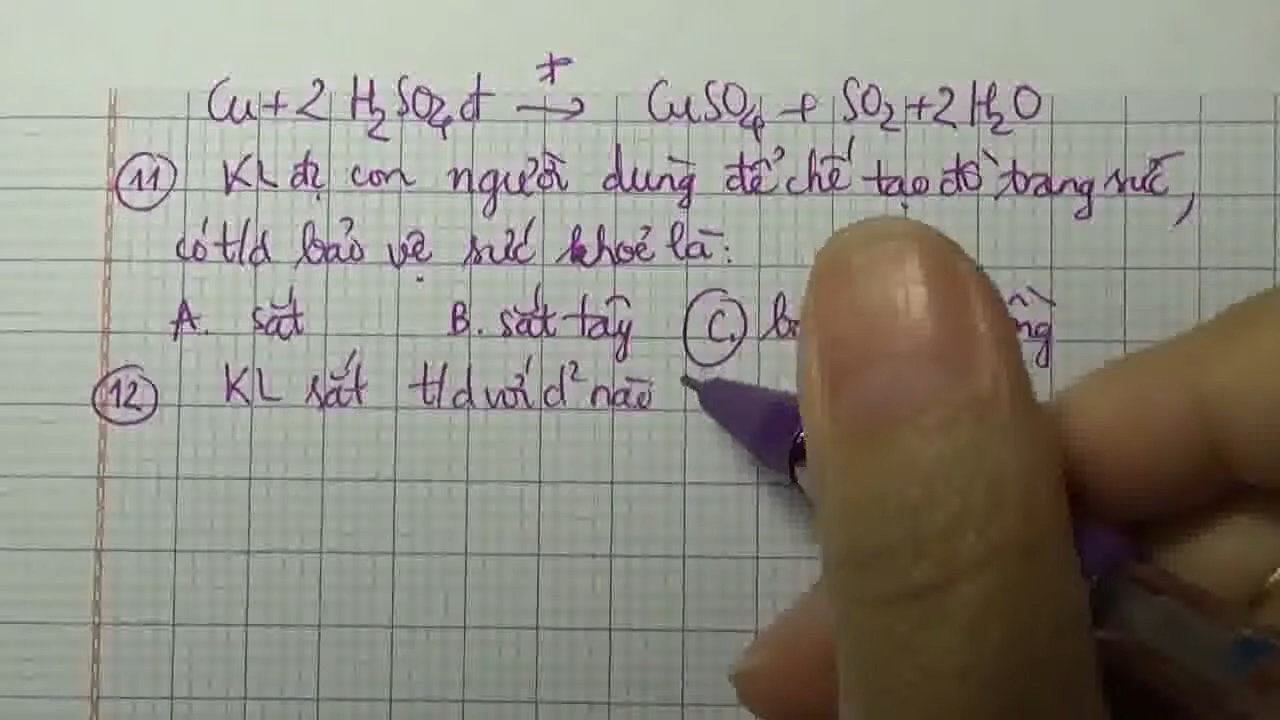 Cu + 2 H₂SO₄đ →t° CuSO₄ + SO₂ + 2 H₂O
11 KL đc con người dùng để chế tạo đồ trang sức,
có t/d bảo vệ sức khoẻ là:
A. sắt B. sắt tây C.
12 KL sắt t/d với d² nào